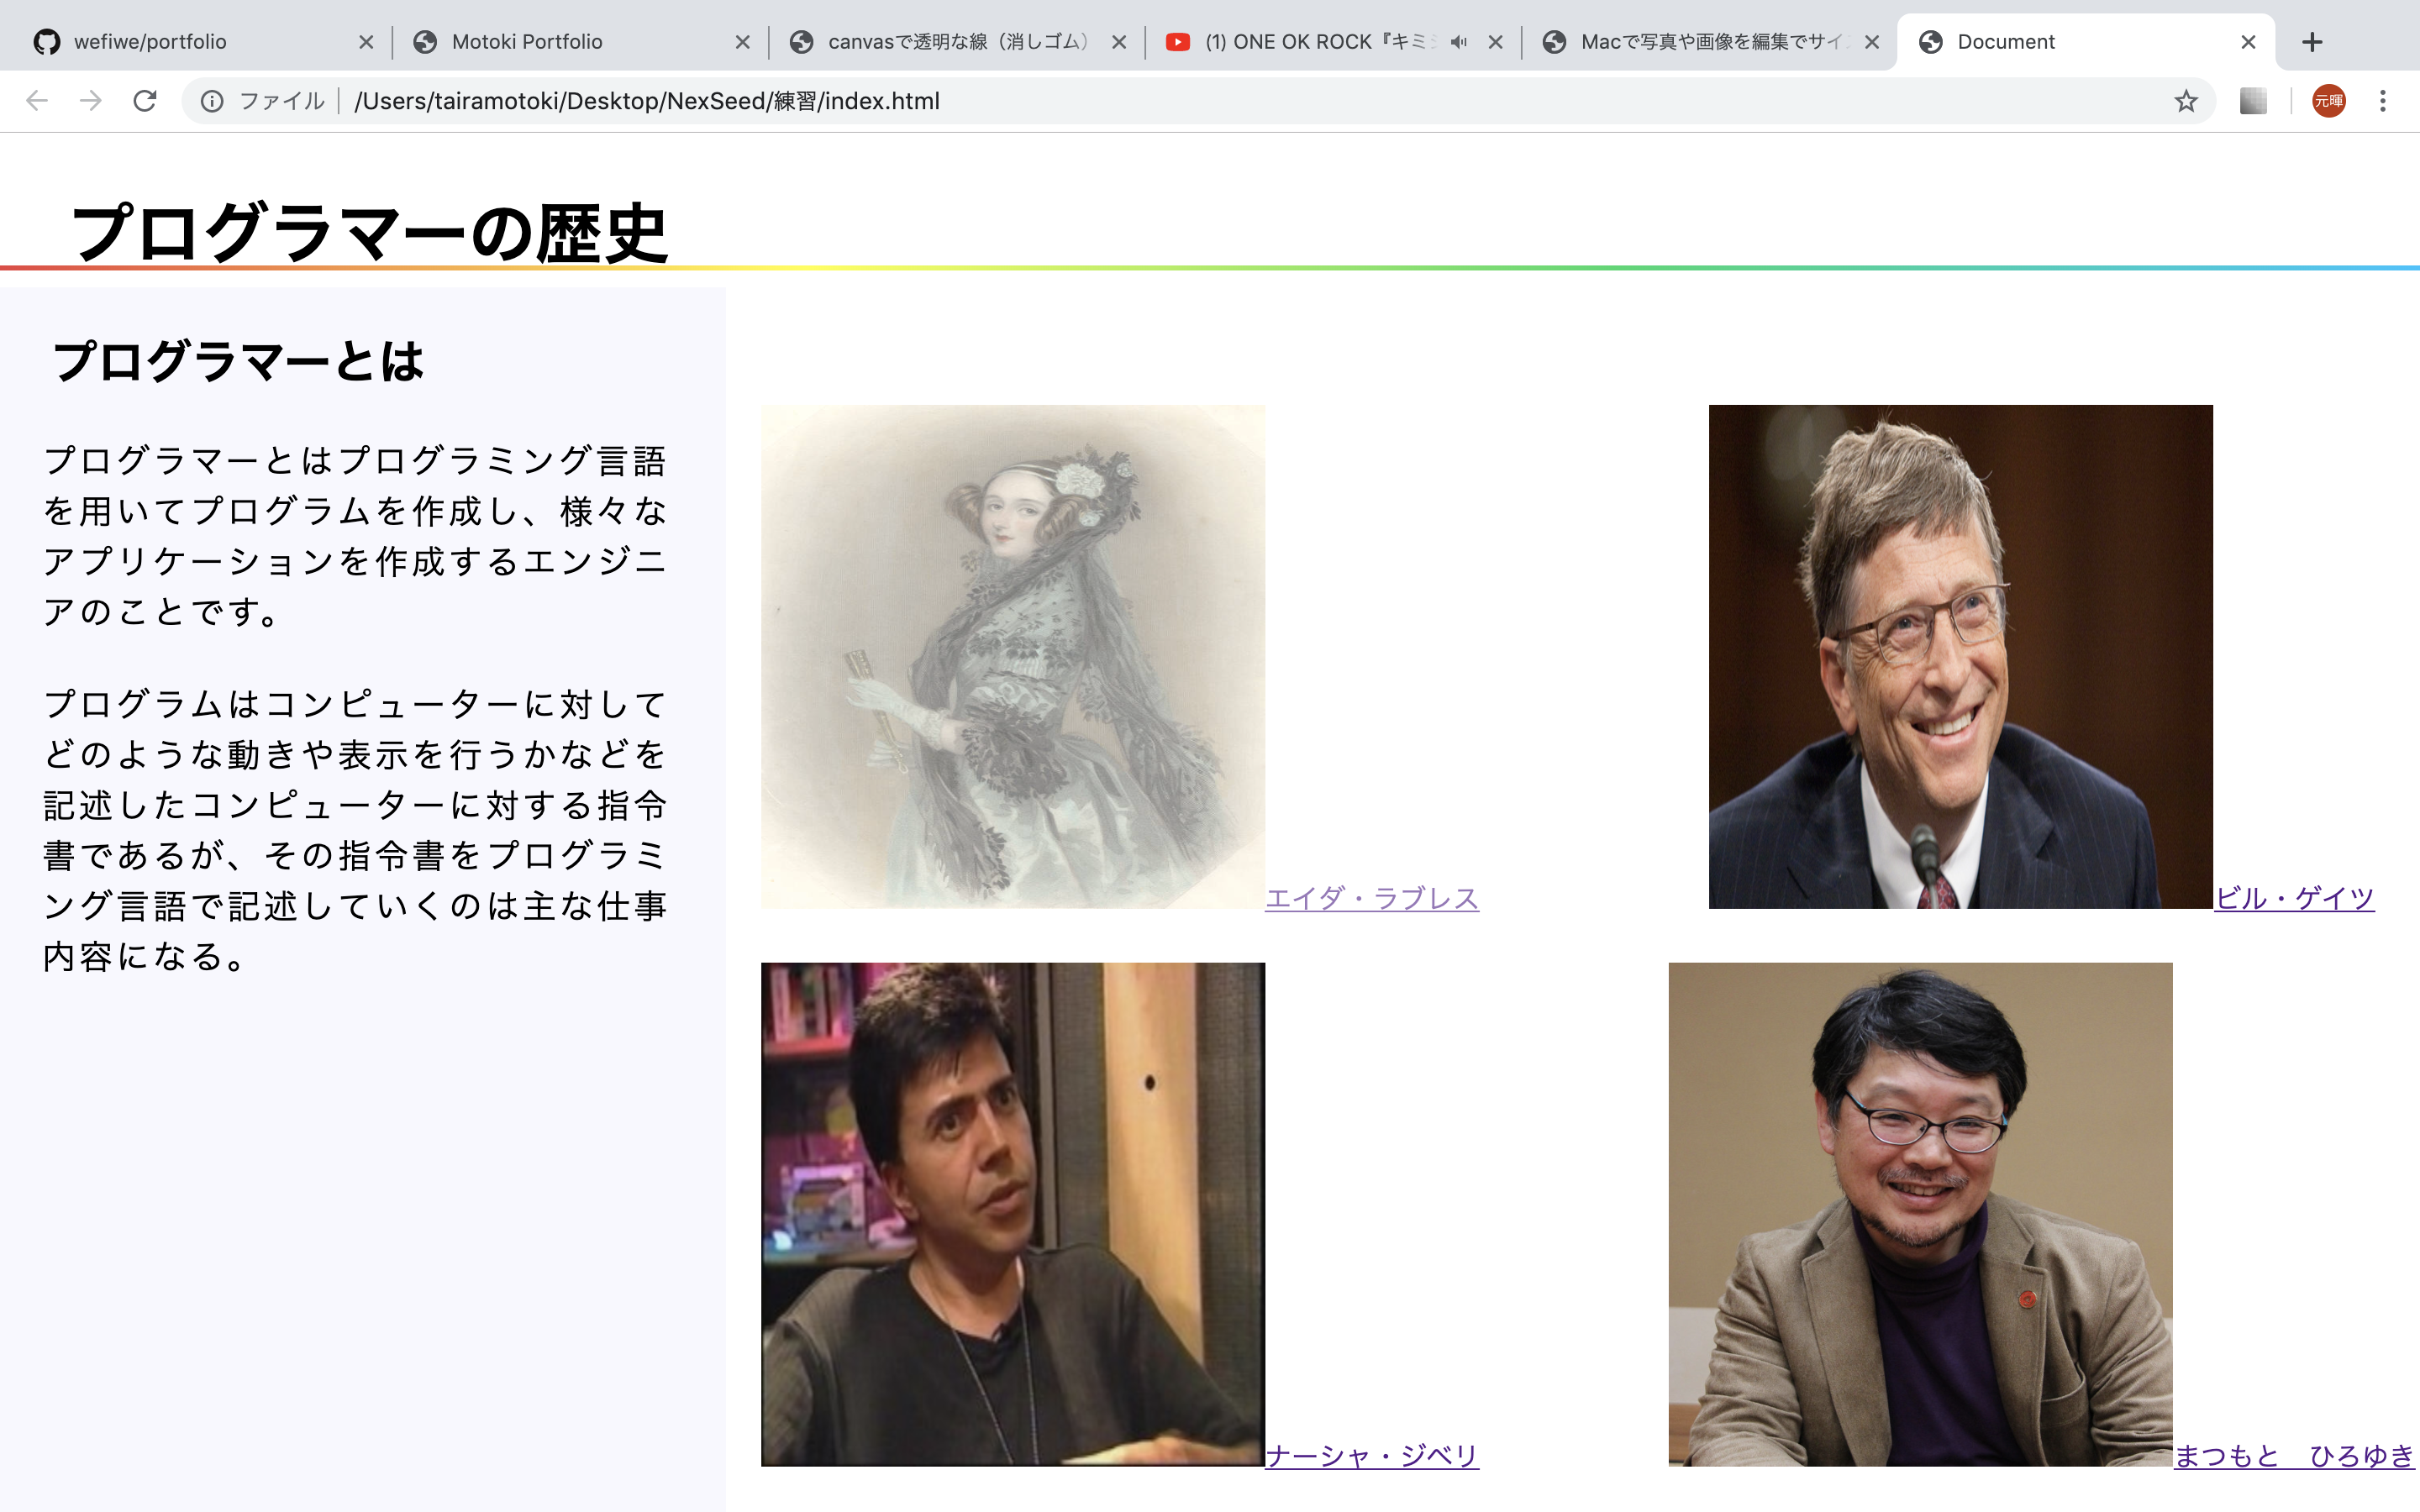 wefiwe/portfolio
Motoki Portfolio
canvasで透明な線（消しゴム）
(1) ONE OK ROCK『キミシ
Macで写真や画像を編集でサイ
Document
ファイル
/Users/tairamotoki/Desktop/NexSeed/練習/index.html
元暉
プログラマーの歴史
プログラマーとは
プログラマーとはプログラミング言語
を用いてプログラムを作成し、様々な
アプリケーションを作成するエンジニ
アのことです。
プログラムはコンピューターに対して
どのような動きや表示を行うかなどを
記述したコンピューターに対する指令
書であるが、その指令書をプログラミ
ング言語で記述していくのは主な仕事
内容になる。
エイダ・ラブレス
ビル・ゲイツ
ナーシャ・ジベリ
まつもと　ひろゆき